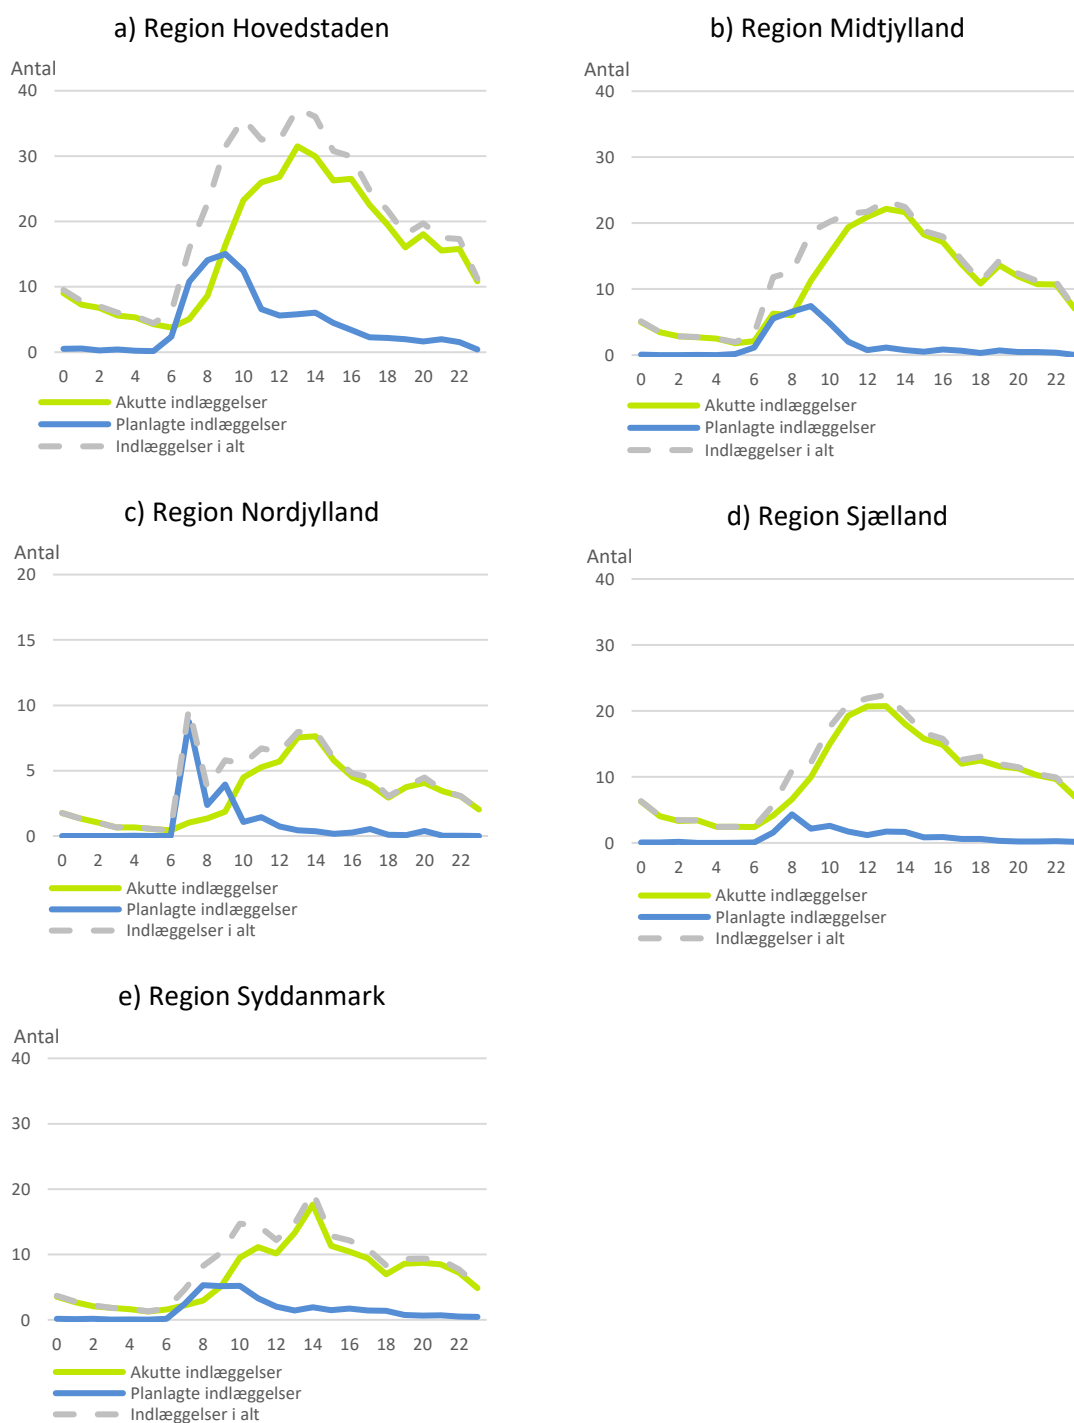 a) Region Hovedstaden
Antal
40
30
20
10
0
0 2 4 6 8 10 12 14 16 18 20 22
Akutte indlæggelser
Planlagte indlæggelser
Indlæggelser i alt
b) Region Midtjylland
Antal
40
30
20
10
0
0 2 4 6 8 10 12 14 16 18 20 22
Akutte indlæggelser
Planlagte indlæggelser
Indlæggelser i alt
c) Region Nordjylland
Antal
20
15
10
5
0
0 2 4 6 8 10 12 14 16 18 20 22
Akutte indlæggelser
Planlagte indlæggelser
Indlæggelser i alt
d) Region Sjælland
Antal
40
30
20
10
0
0 2 4 6 8 10 12 14 16 18 20 22
Akutte indlæggelser
Planlagte indlæggelser
Indlæggelser i alt
e) Region Syddanmark
Antal
40
30
20
10
0
0 2 4 6 8 10 12 14 16 18 20 22
Akutte indlæggelser
Planlagte indlæggelser
Indlæggelser i alt